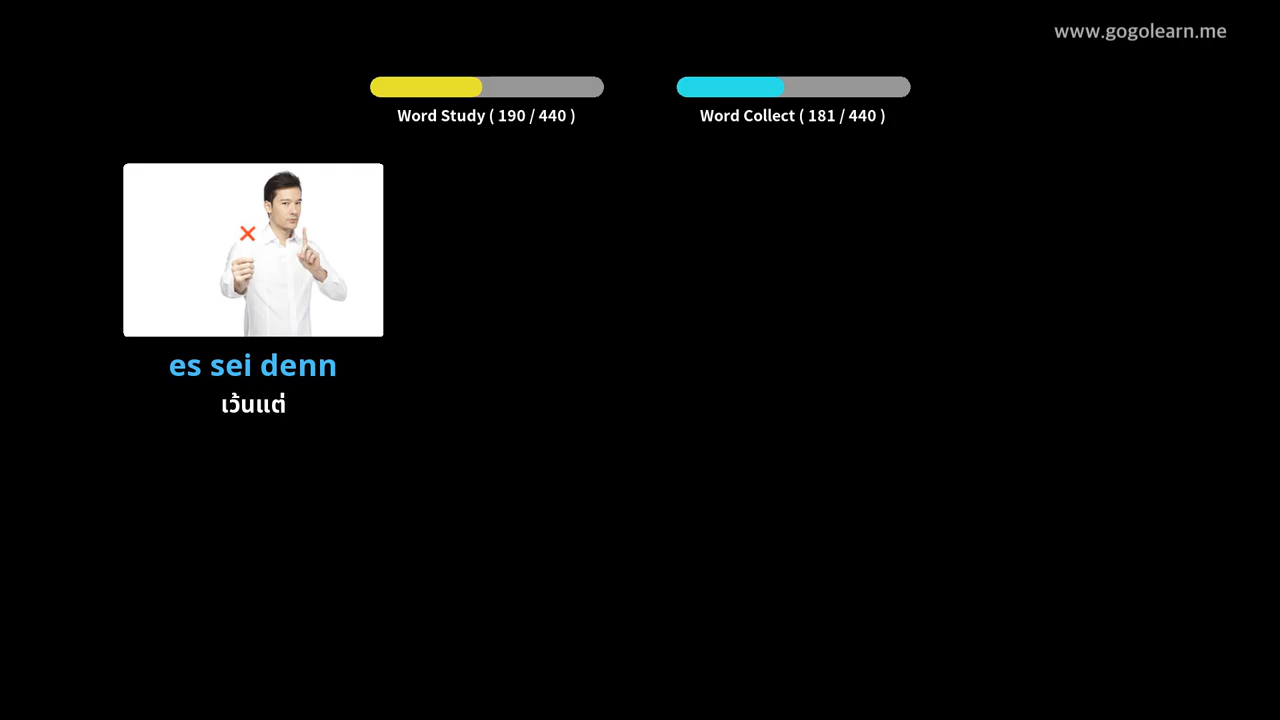 www.gogolearn.me
Word Study ( 190 / 440 )
Word Collect ( 181 / 440 )
es sei denn
เว้นแต่